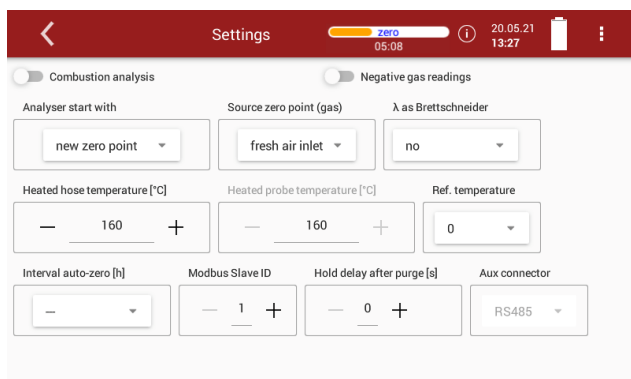 Settings
zero
05:08
20.05.21
13:27
Combustion analysis
Negative gas readings
Analyser start with
Source zero point (gas)
λ as Brettschneider
new zero point
fresh air inlet
no
Heated hose temperature [°C]
Heated probe temperature [°C]
Ref. temperature
— 160 +
— 160 +
0
Interval auto-zero [h]
Modbus Slave ID
Hold delay after purge [s]
Aux connector
---
— 1 +
— 0 +
RS485